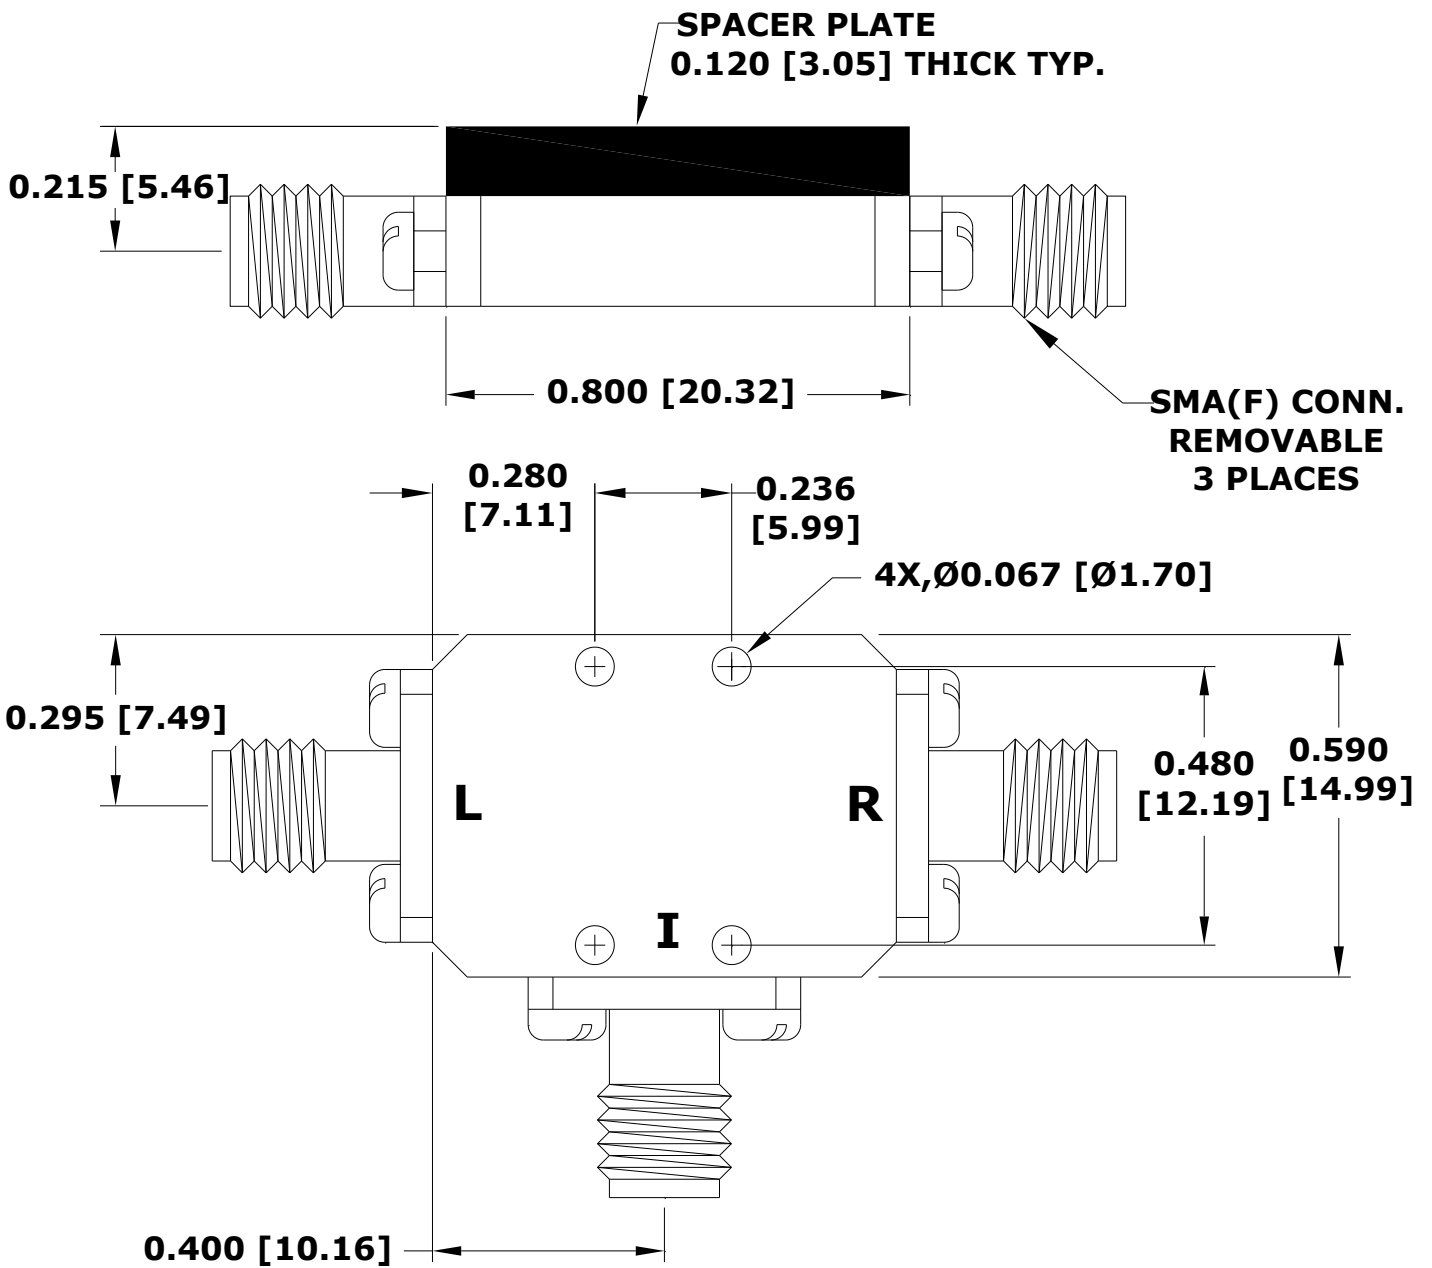 SPACER PLATE
0.120 [3.05] THICK TYP.
0.215 [5.46]
0.800 [20.32]
SMA(F) CONN.
REMOVABLE
3 PLACES
0.280
[7.11]
0.236
[5.99]
4X,Ø0.067 [Ø1.70]
0.295 [7.49]
0.480
[12.19]
0.590
[14.99]
L
R
I
0.400 [10.16]